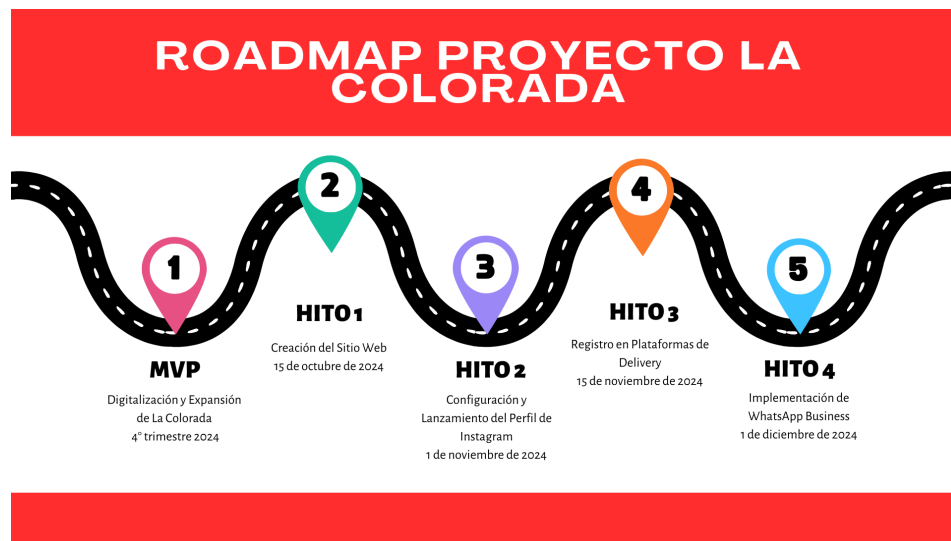 ROADMAP PROYECTO LA
COLORADA
1
MVP
Digitalización y Expansión
de La Colorada
4° trimestre 2024
2
HITO 1
Creación del Sitio Web
15 de octubre de 2024
3
HITO 2
Configuración y
Lanzamiento del Perfil de
Instagram
1 de noviembre de 2024
4
HITO 3
Registro en Plataformas de
Delivery
15 de noviembre de 2024
5
HITO 4
Implementación de
WhatsApp Business
1 de diciembre de 2024